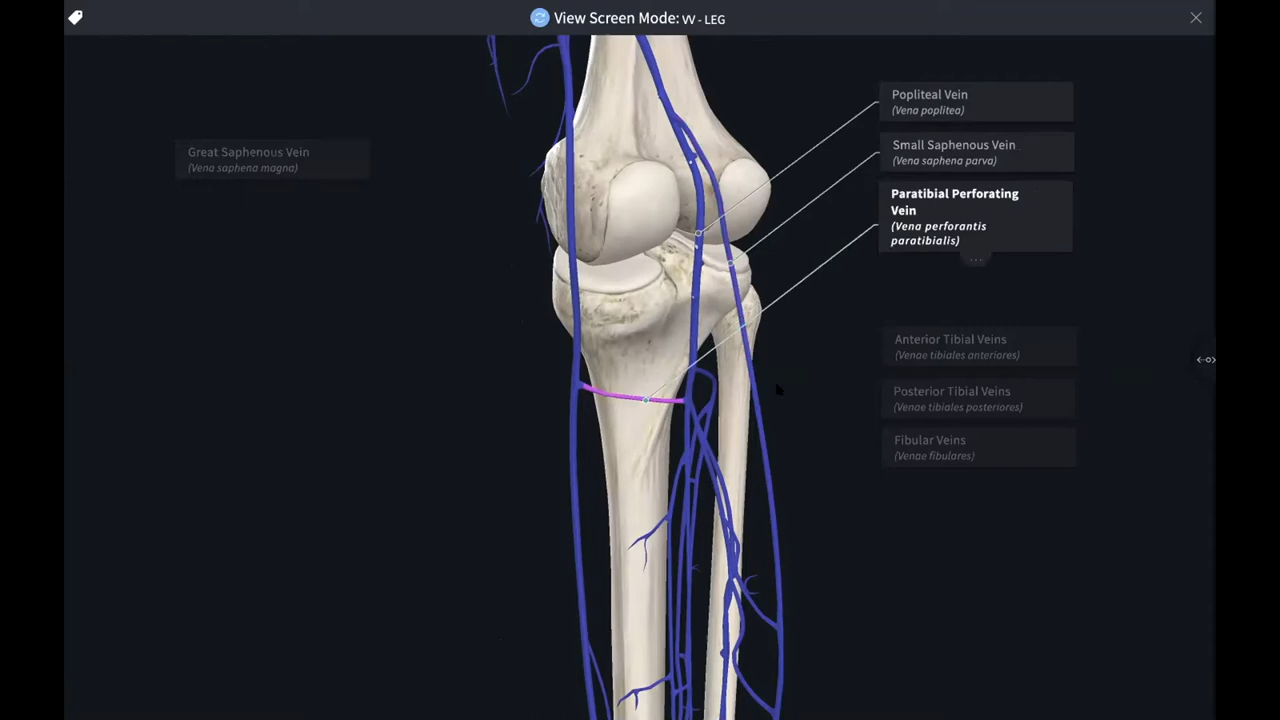 View Screen Mode: VV - LEG
Great Saphenous Vein
(Vena saphena magna)
Popliteal Vein
(Vena poplitea)
Small Saphenous Vein
(Vena saphena parva)
Paratibial Perforating
Vein
(Vena perforantis
paratibialis)
...
Anterior Tibial Veins
(Venae tibiales anteriores)
Posterior Tibial Veins
(Venae tibiales posteriores)
Fibular Veins
(Venae fibulares)